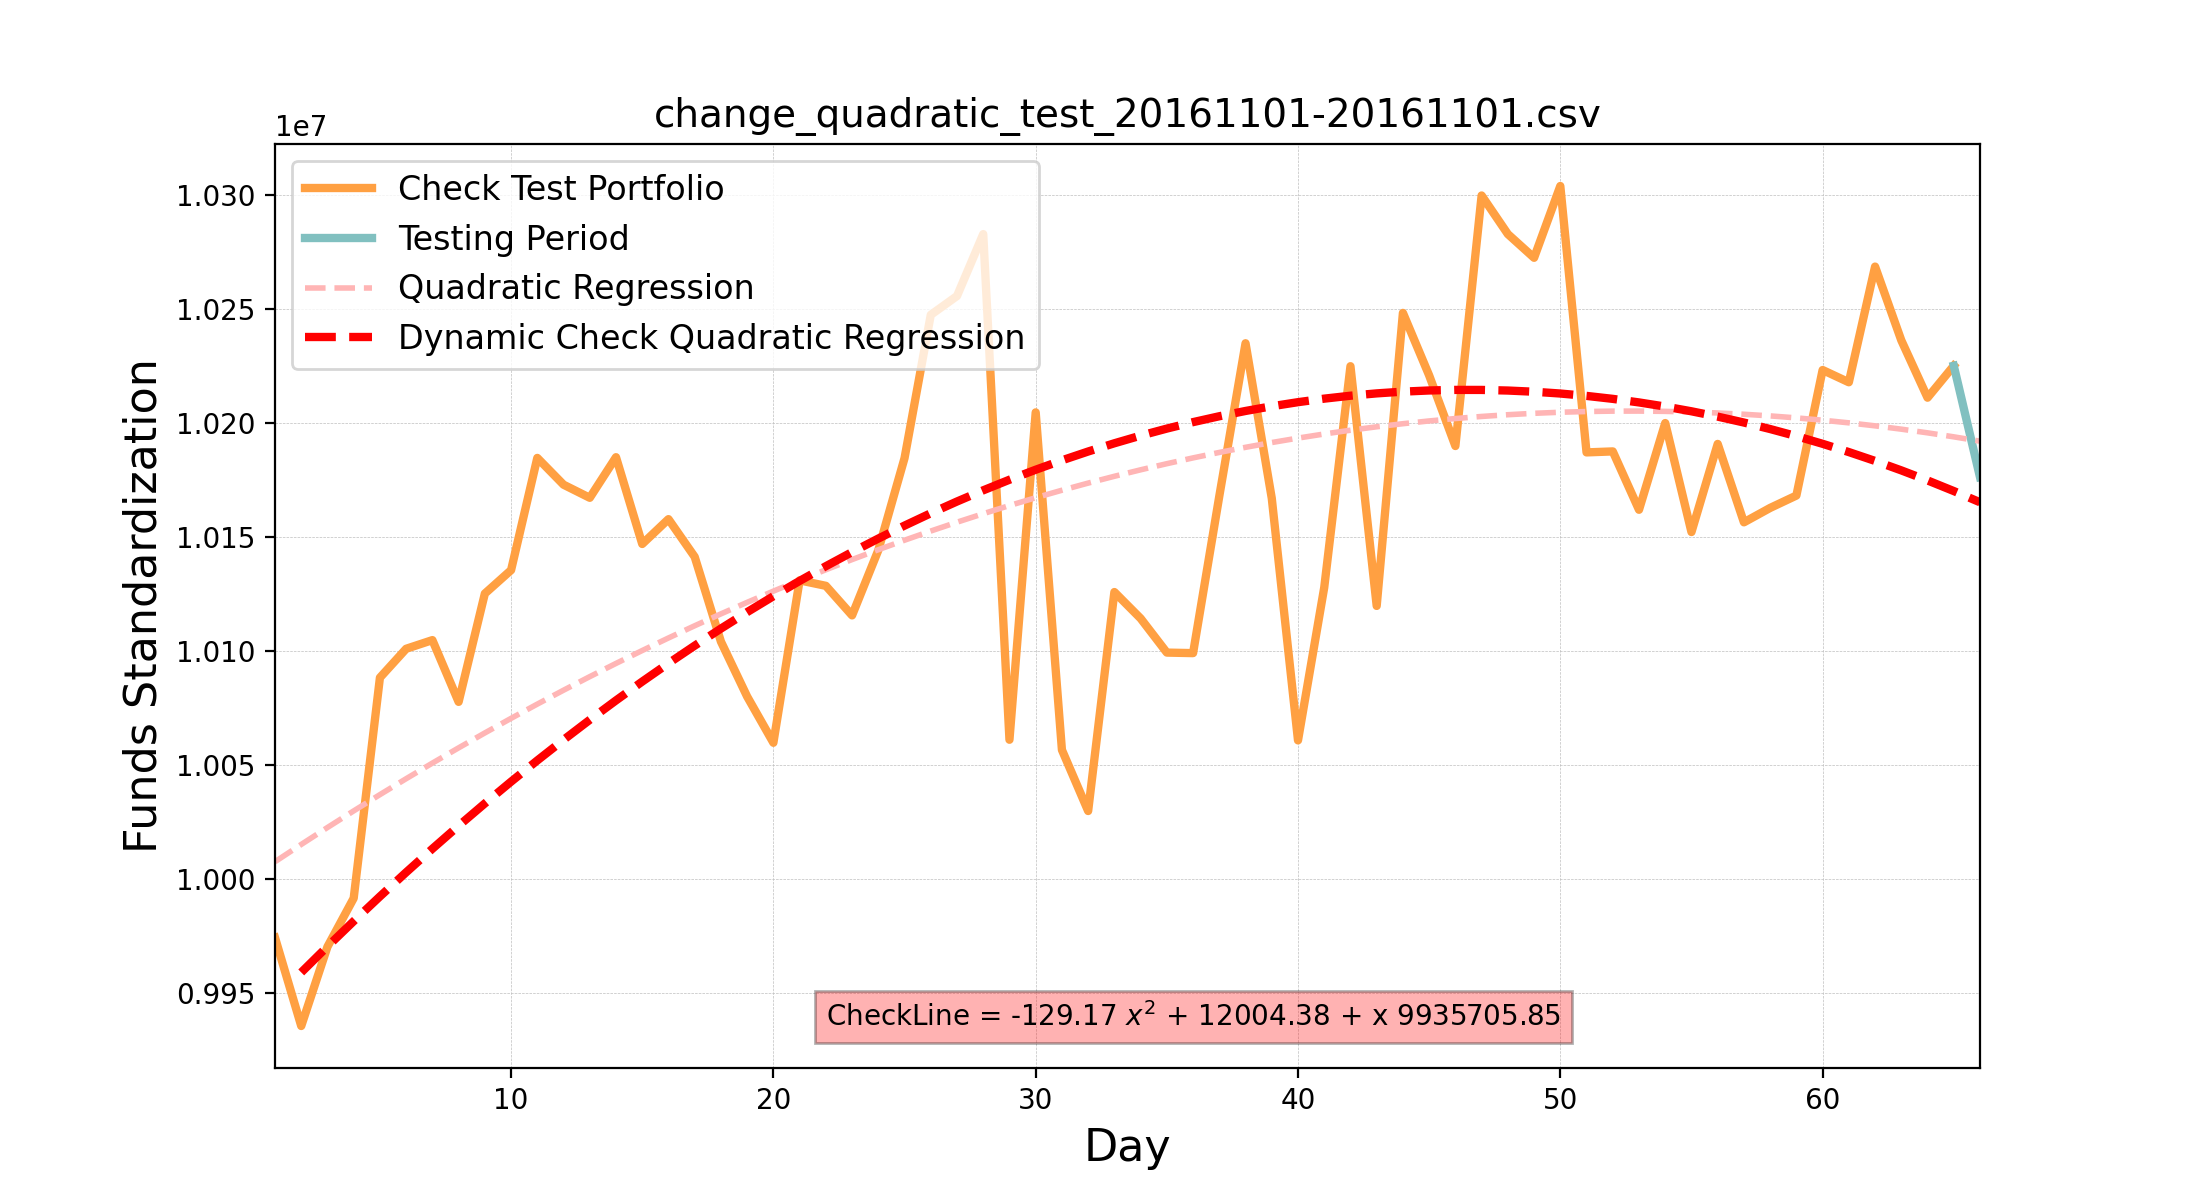 change_quadratic_test_20161101-20161101.csv
1e7
Check Test Portfolio
Testing Period
Quadratic Regression
Dynamic Check Quadratic Regression
1.030
1.025
1.020
1.015
1.010
1.005
1.000
0.995
Funds Standardization
CheckLine = -129.17 x² + 12004.38 + x 9935705.85
10 20 30 40 50 60
Day